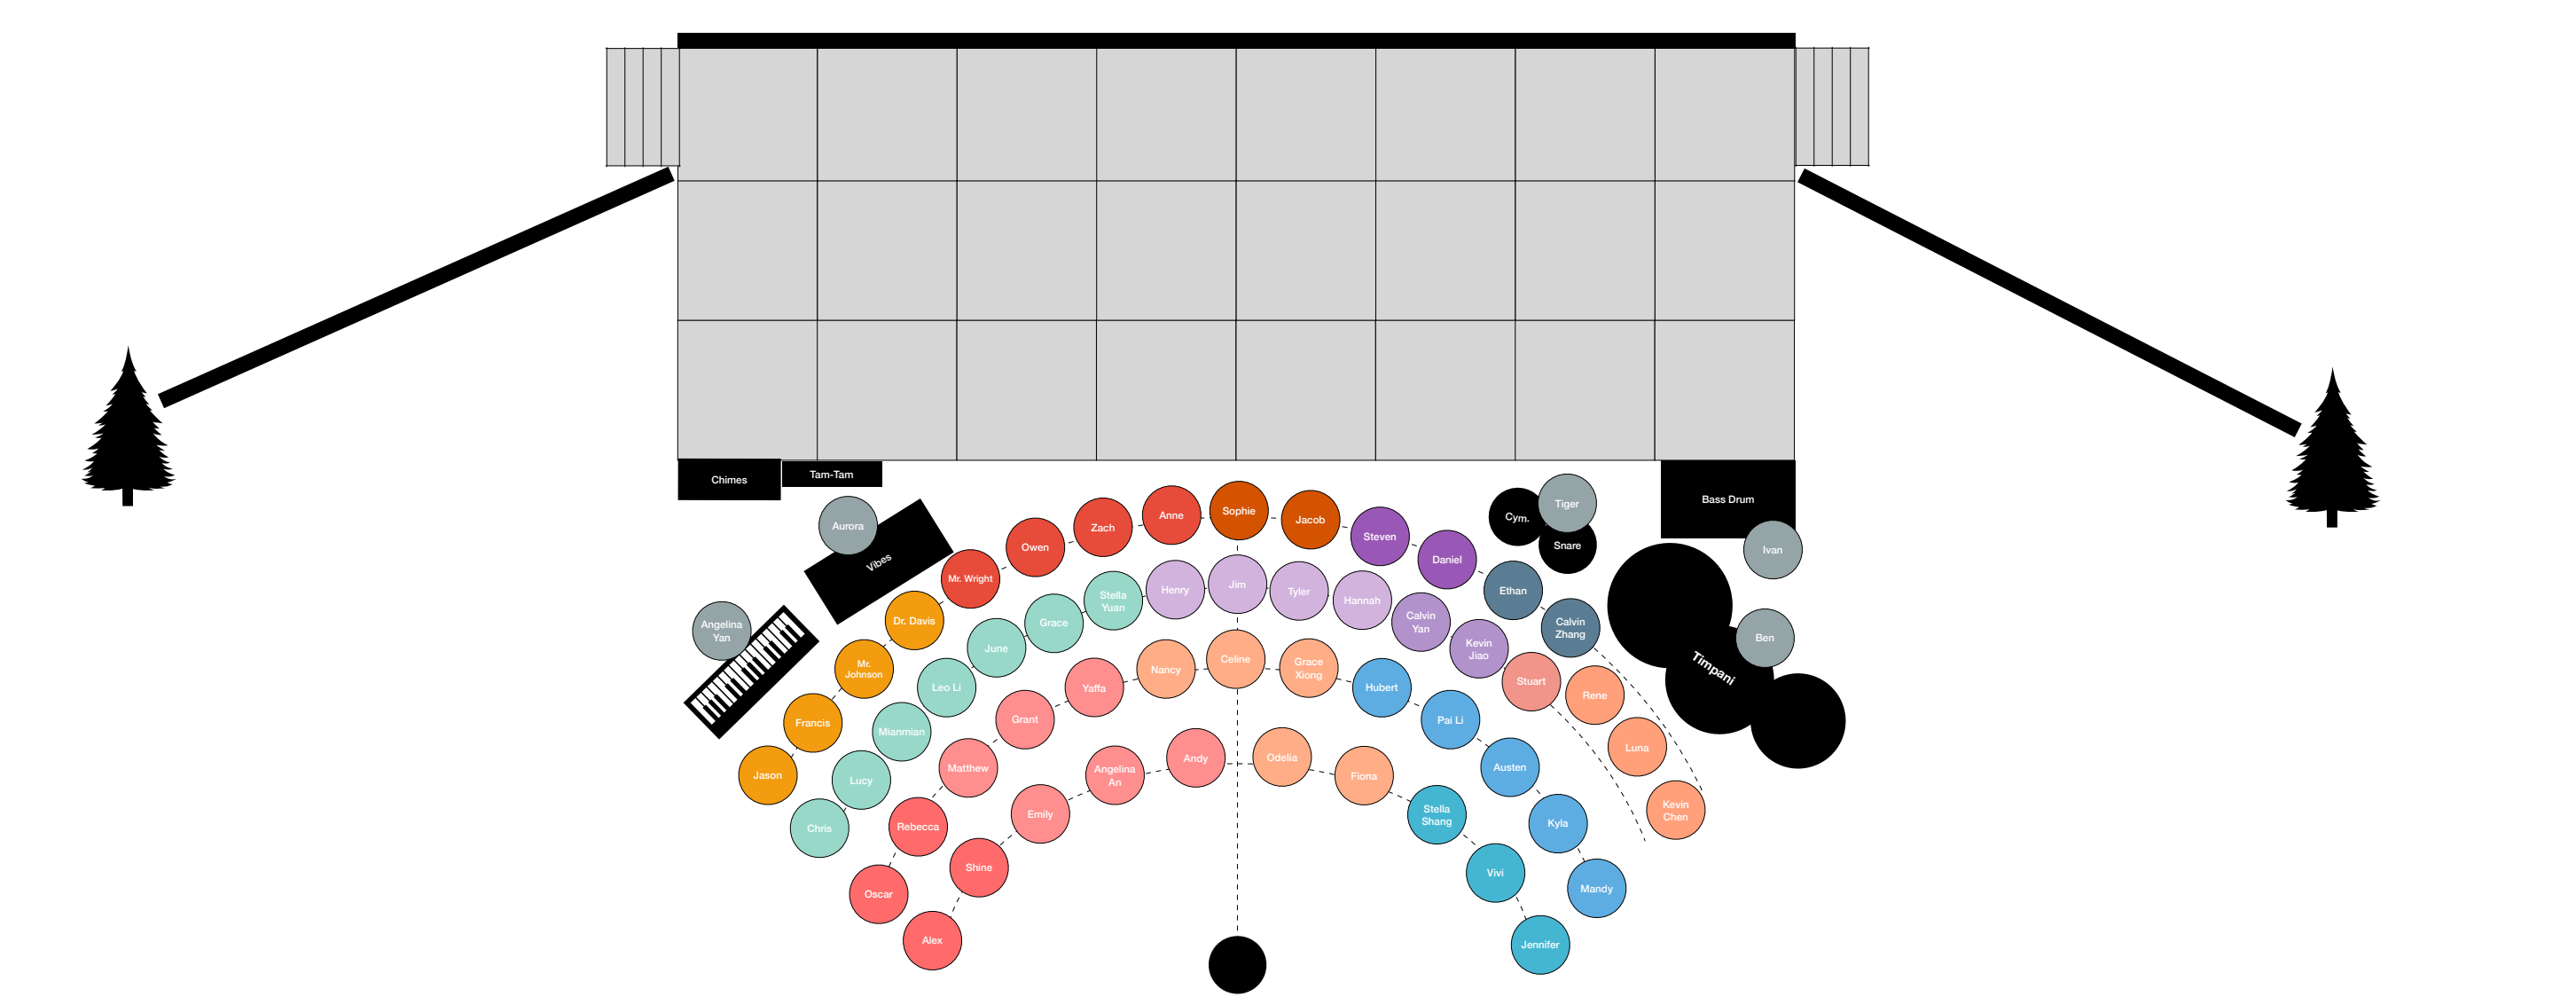 Chimes
Tam-Tam
Bass Drum
Aurora
Vibes
Angelina
Yan
Cym.
Tiger
Snare
Ivan
Ben
Timpani
Jason
Francis
Mr.
Johnson
Dr. Davis
Mr. Wright
Owen
Zach
Anne
Sophie
Jacob
Steven
Daniel
Ethan
Calvin
Zhang
Chris
Lucy
Mianmian
Leo Li
June
Grace
Stella
Yuan
Henry
Jim
Tyler
Hannah
Calvin
Yan
Kevin
Jiao
Stuart
Rene
Luna
Kevin
Chen
Oscar
Rebecca
Matthew
Grant
Yaffa
Nancy
Celine
Grace
Xiong
Hubert
Pai Li
Austen
Kyla
Mandy
Alex
Shine
Emily
Angelina
An
Andy
Odelia
Fiona
Stella
Shang
Vivi
Jennifer